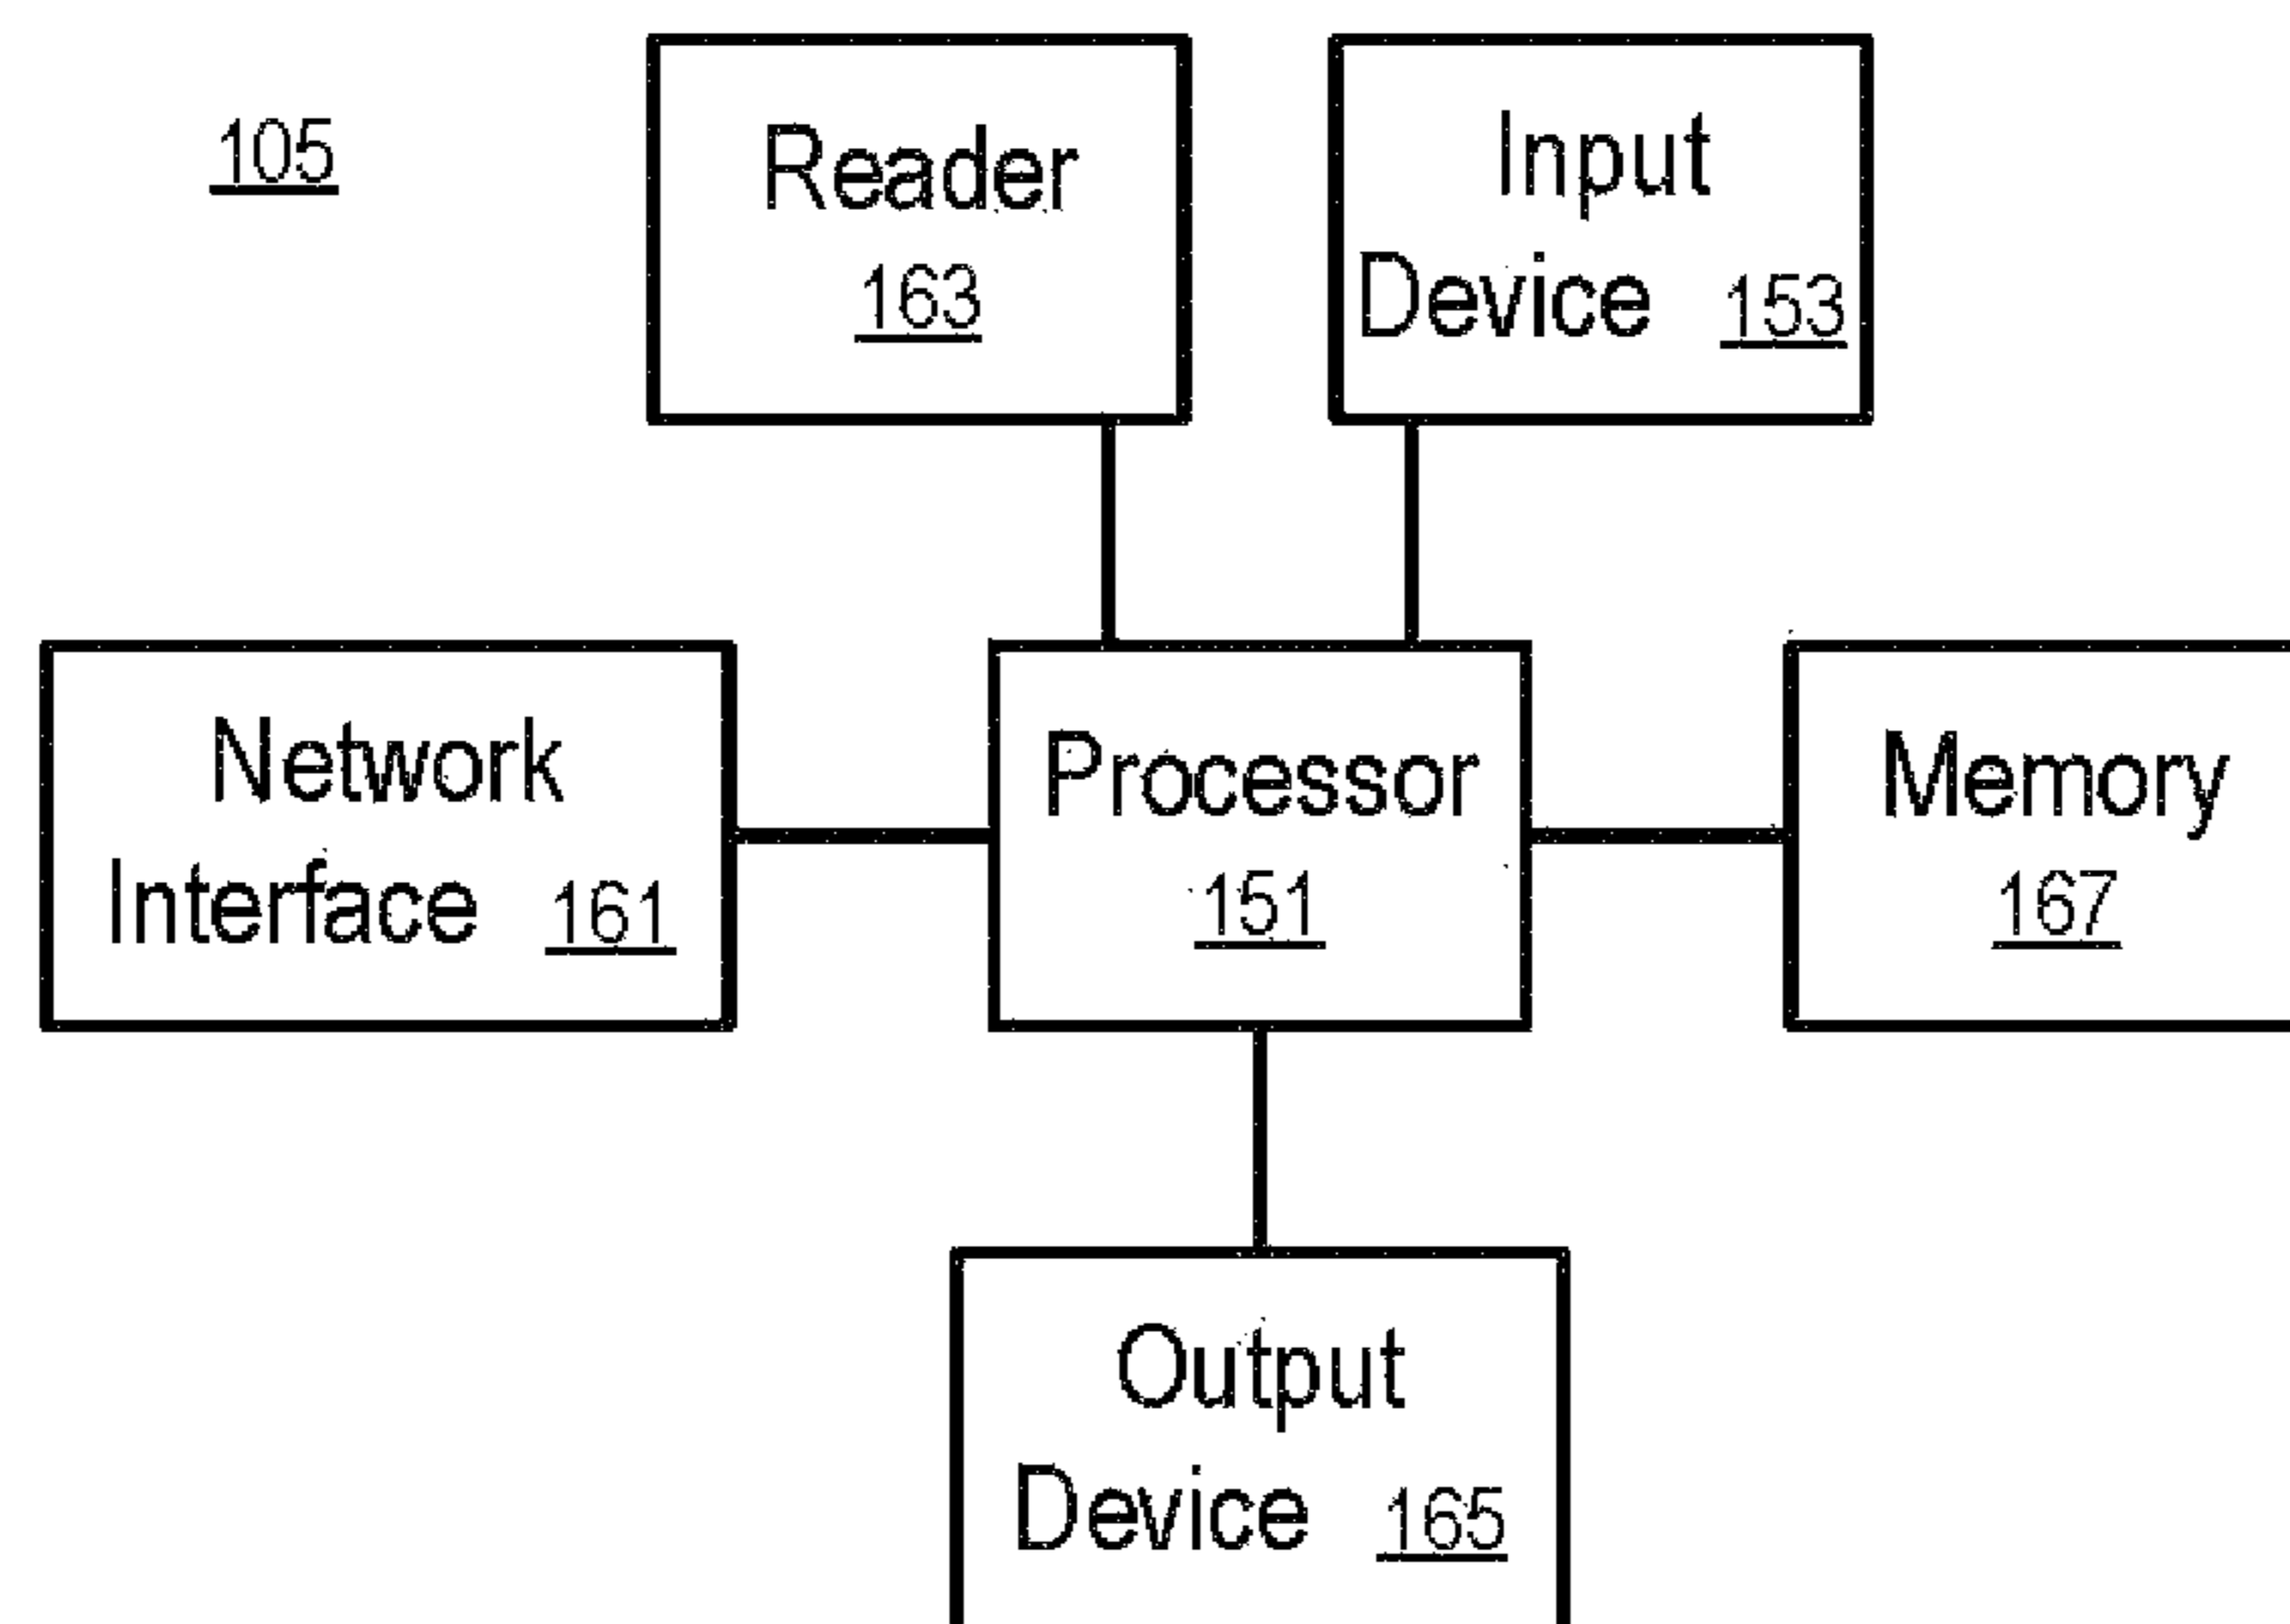 105
Reader
163
Input
Device 153
Network
Interface 161
Processor
151
Memory
167
Output
Device 165